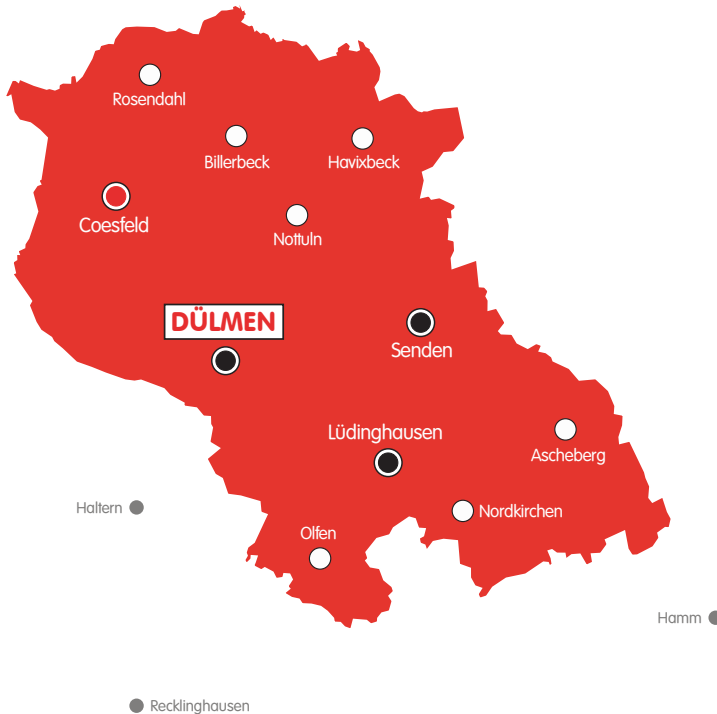 Rosendahl
Billerbeck
Havixbeck
Coesfeld
Nottuln
DÜLMEN
Senden
Lüdinghausen
Ascheberg
Haltern
Nordkirchen
Olfen
Hamm
Recklinghausen